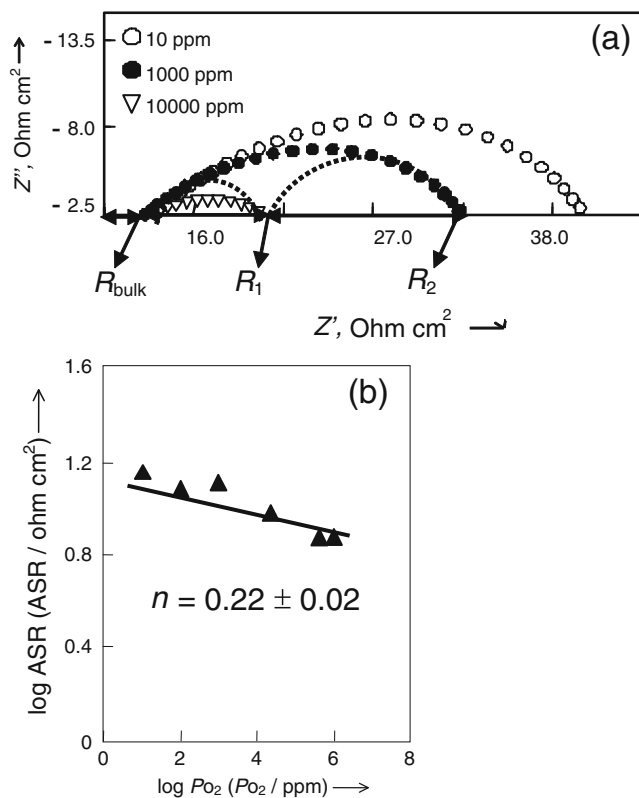 (a)
10 ppm
1000 ppm
10000 ppm
- 13.5
- 8.0
- 2.5
Z''', Ohm cm²
16.0 27.0 38.0
Rbulk R1 R2
Z', Ohm cm²
(b)
1.6
1.2
0.8
0.4
0
log ASR (ASR / ohm cm²)
n = 0.22 ± 0.02
0 2 4 6 8
log Po₂ (Po₂ / ppm)